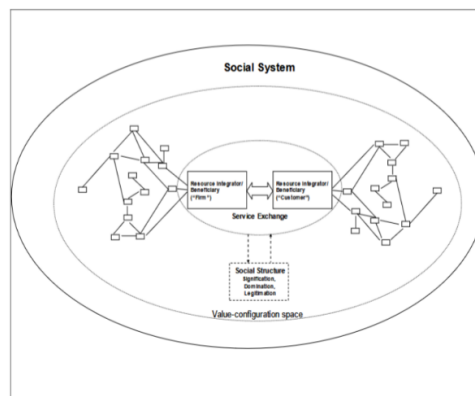 Social System
Resource Integrator/
Beneficiary
("Firm")
Resource Integrator/
Beneficiary
("Customer")
Service Exchange
Social Structure
Signification,
Domination,
Legitimation
Value-configuration space